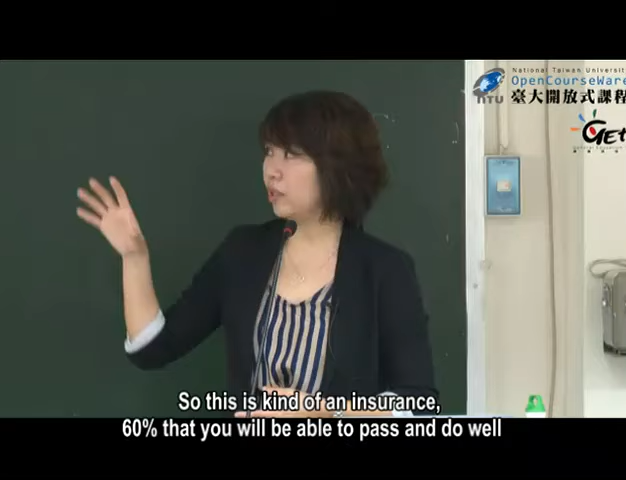 National Taiwan University
OpenCourseWare
NTU
臺大開放式課程
GEt
So this is kind of an insurance,
60% that you will be able to pass and do well